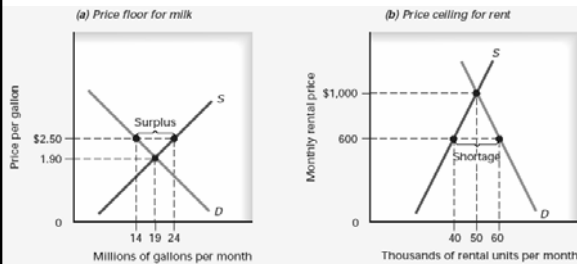 (a) Price floor for milk
Price per gallon
Surplus
S
$2.50
1.90
D
0
14 19 24
Millions of gallons per month
(b) Price ceiling for rent
Monthly rental price
S
$1,000
600
Shortage
D
0
40 50 60
Thousands of rental units per month